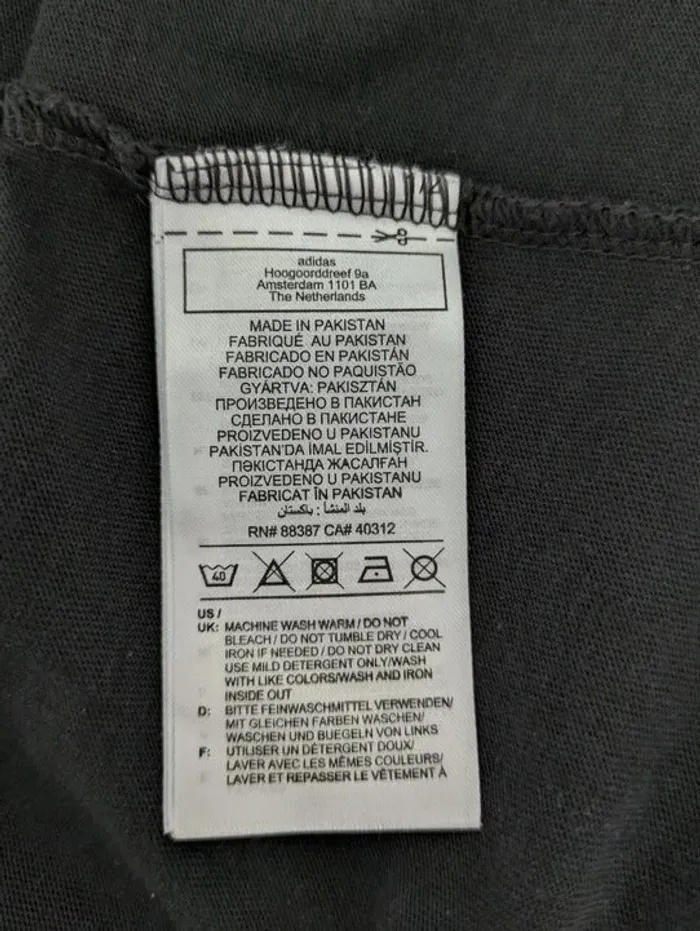 adidas
Hoogoorddreef 9a
Amsterdam 1101 BA
The Netherlands
MADE IN PAKISTAN
FABRIQUÉ AU PAKISTAN
FABRICADO EN PAKISTÁN
FABRICADO NO PAQUISTÃO
GYÁRTVA: PAKISZTÁN
ПРОИЗВЕДЕНО В ПАКИСТАН
СДЕЛАНО В ПАКИСТАНЕ
PROIZVEDENO U PAKISTANU
PAKİSTAN'DA İMAL EDİLMİŞTİR.
ПƏКІСТАНДА ЖАСАЛҒАН
PROIZVEDENO U PAKISTANU
FABRICAT ÎN PAKISTAN
بلد المنشأ : باكستان
RN# 88387 CA# 40312
40
US /
UK: MACHINE WASH WARM / DO NOT
BLEACH / DO NOT TUMBLE DRY / COOL
IRON IF NEEDED / DO NOT DRY CLEAN
USE MILD DETERGENT ONLY/WASH
WITH LIKE COLORS/WASH AND IRON
INSIDE OUT
D: BITTE FEINWASCHMITTEL VERWENDEN/
MIT GLEICHEN FARBEN WASCHEN/
WASCHEN UND BUEGELN VON LINKS
F: UTILISER UN DÉTERGENT DOUX/
LAVER AVEC LES MÊMES COULEURS/
LAVER ET REPASSER LE VÊTEMENT À